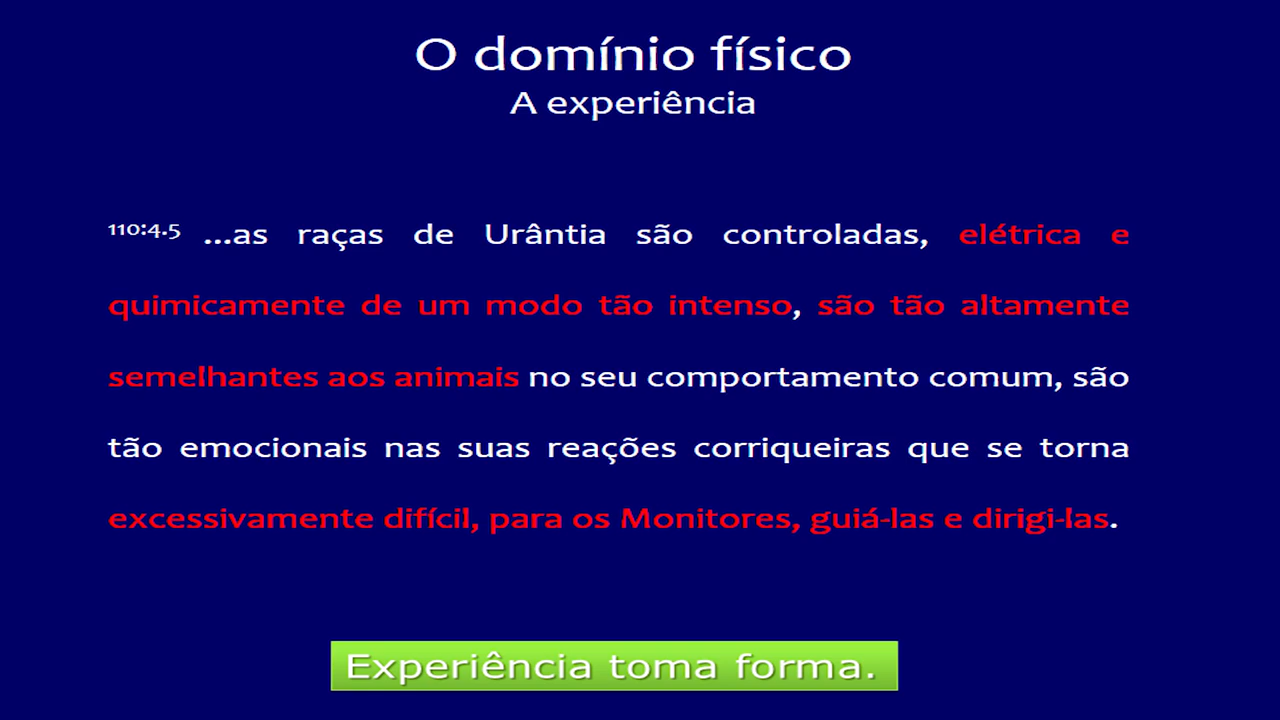 O domínio físico
A experiência
110:4.5 ...as raças de Urântia são controladas, elétrica e
quimicamente de um modo tão intenso, são tão altamente
semelhantes aos animais no seu comportamento comum, são
tão emocionais nas suas reações corriqueiras que se torna
excessivamente difícil, para os Monitores, guiá-las e dirigi-las.
Experiência toma forma.